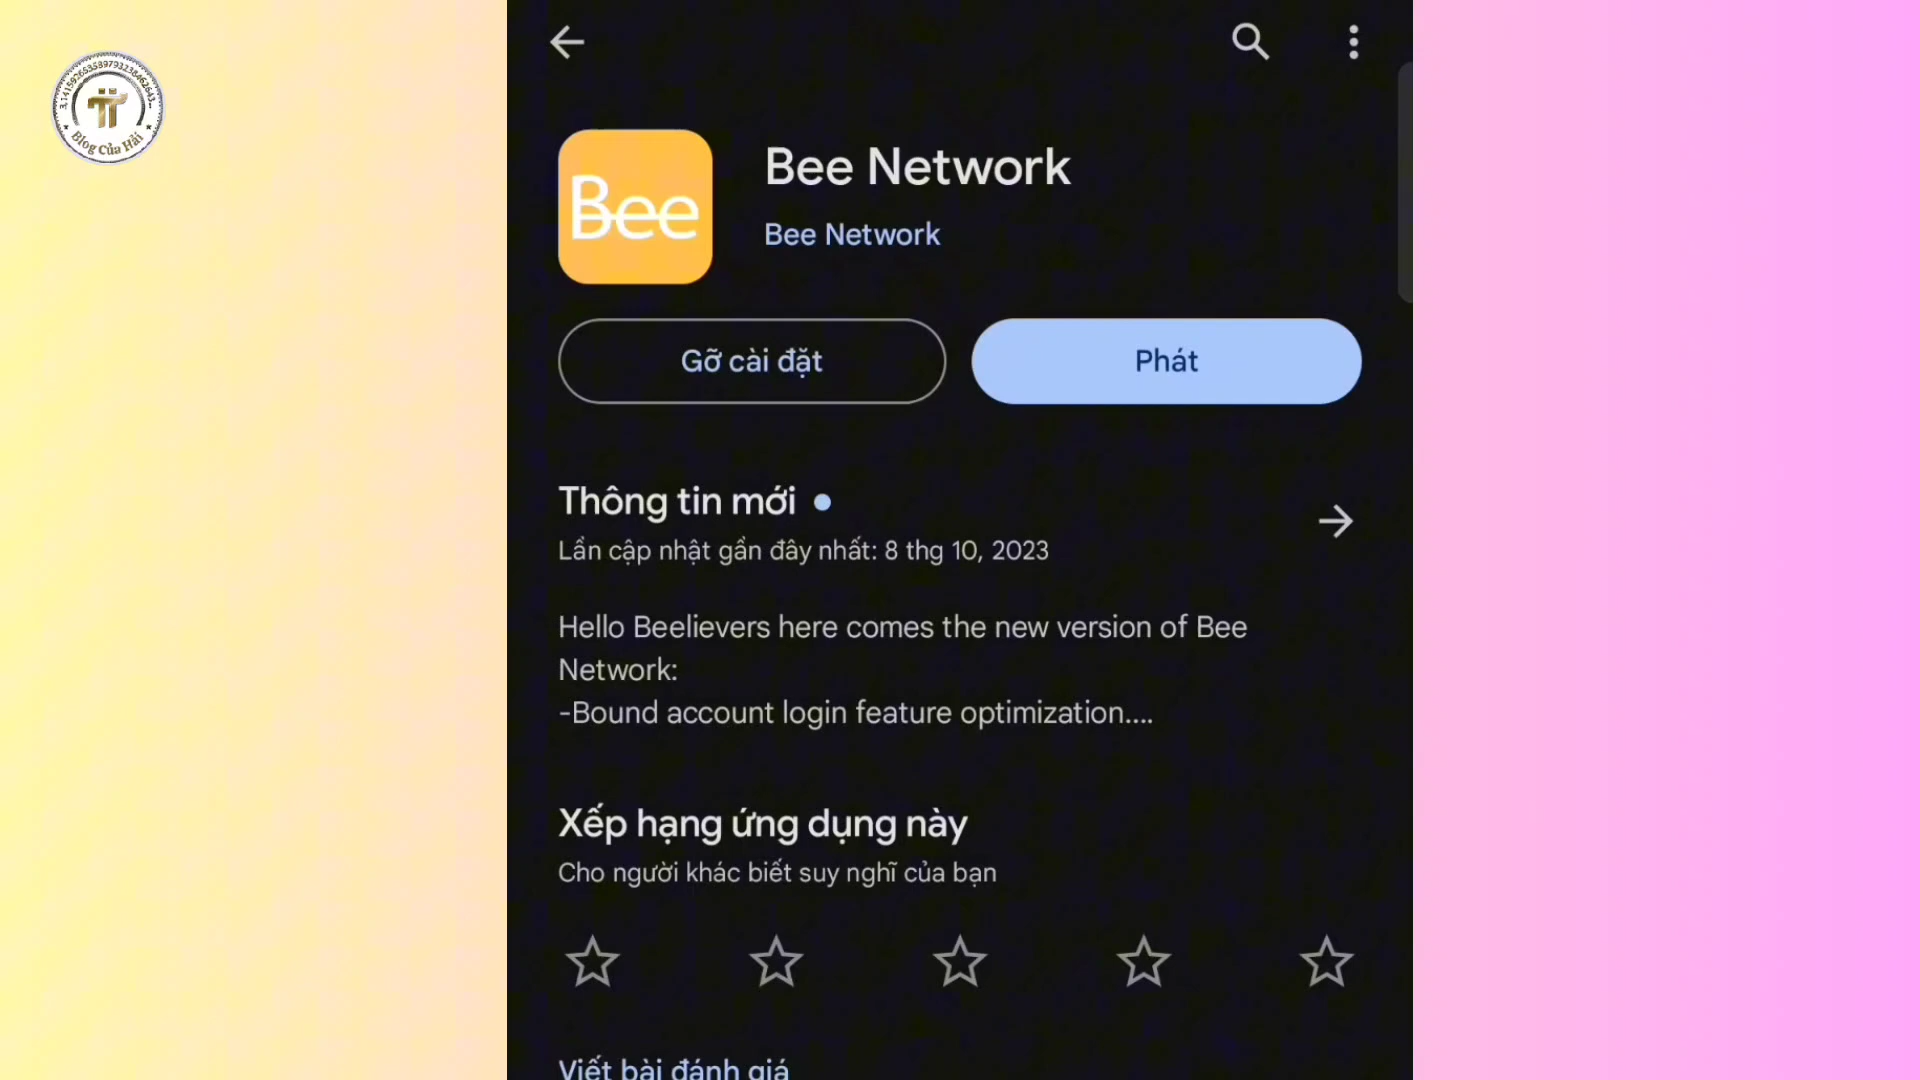 3,141592653589793238462643..
Blog Của Hải
Bee Network
Bee
Bee Network
Gỡ cài đặt
Phát
Thông tin mới
Lần cập nhật gần đây nhất: 8 thg 10, 2023
Hello Beelievers here comes the new version of Bee
Network:
-Bound account login feature optimization....
Xếp hạng ứng dụng này
Cho người khác biết suy nghĩ của bạn
Viết bài đánh giá